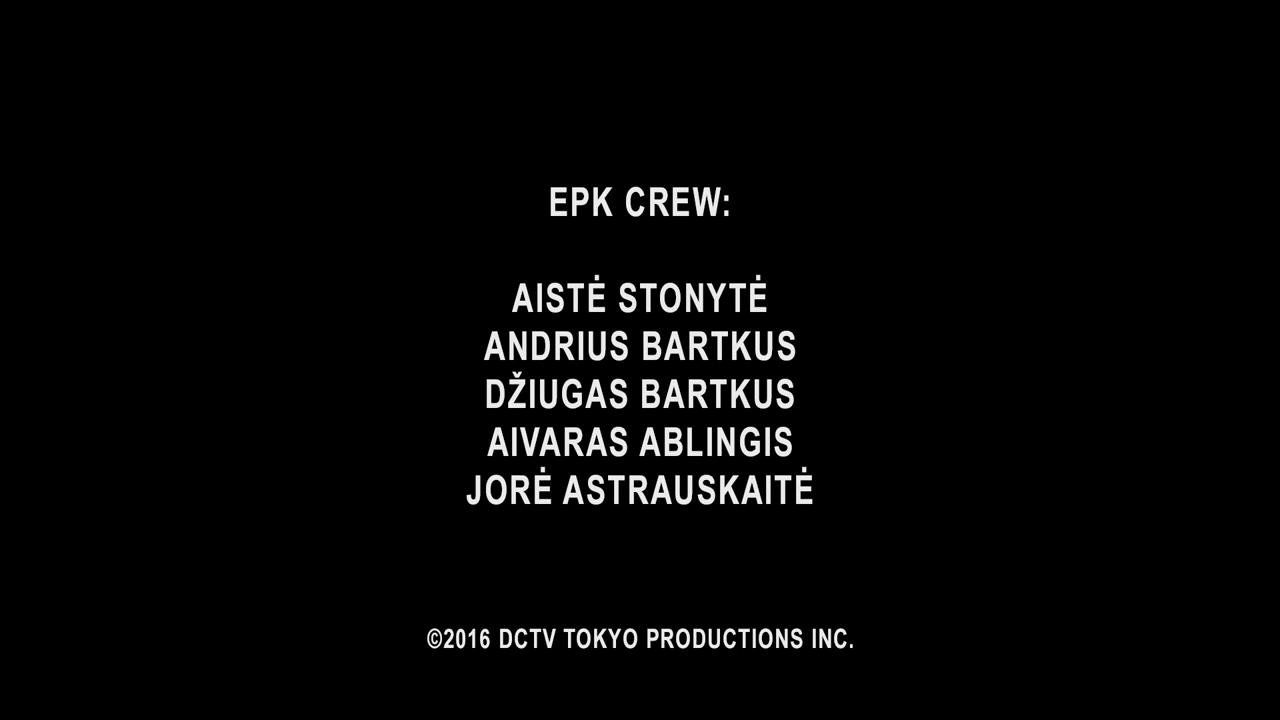 EPK CREW:
AISTĖ STONYTĖ
ANDRIUS BARTKUS
DŽIUGAS BARTKUS
AIVARAS ABLINGIS
JORĖ ASTRAUSKAITĖ
©2016 DCTV TOKYO PRODUCTIONS INC.